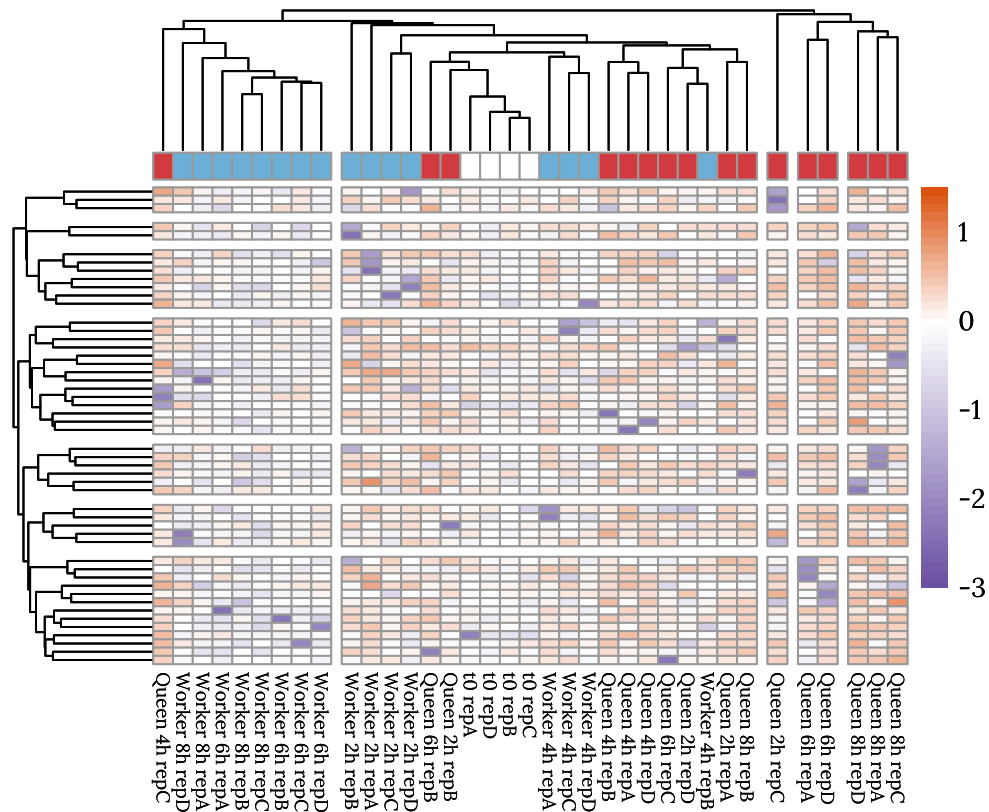 1
0
−1
−2
−3
Queen 4h repC
Worker 8h repD
Worker 8h repA
Worker 6h repA
Worker 8h repB
Worker 8h repC
Worker 6h repB
Worker 6h repC
Worker 6h repD
Worker 2h repB
Worker 2h repA
Worker 2h repC
Worker 2h repD
Queen 6h repB
Queen 2h repB
t0 repA
t0 repD
t0 repB
t0 repC
Worker 4h repA
Worker 4h repC
Worker 4h repD
Queen 4h repB
Queen 4h repA
Queen 4h repD
Queen 6h repC
Queen 2h repD
Worker 4h repB
Queen 2h repA
Queen 8h repB
Queen 2h repC
Queen 6h repA
Queen 6h repD
Queen 8h repD
Queen 8h repA
Queen 8h repC